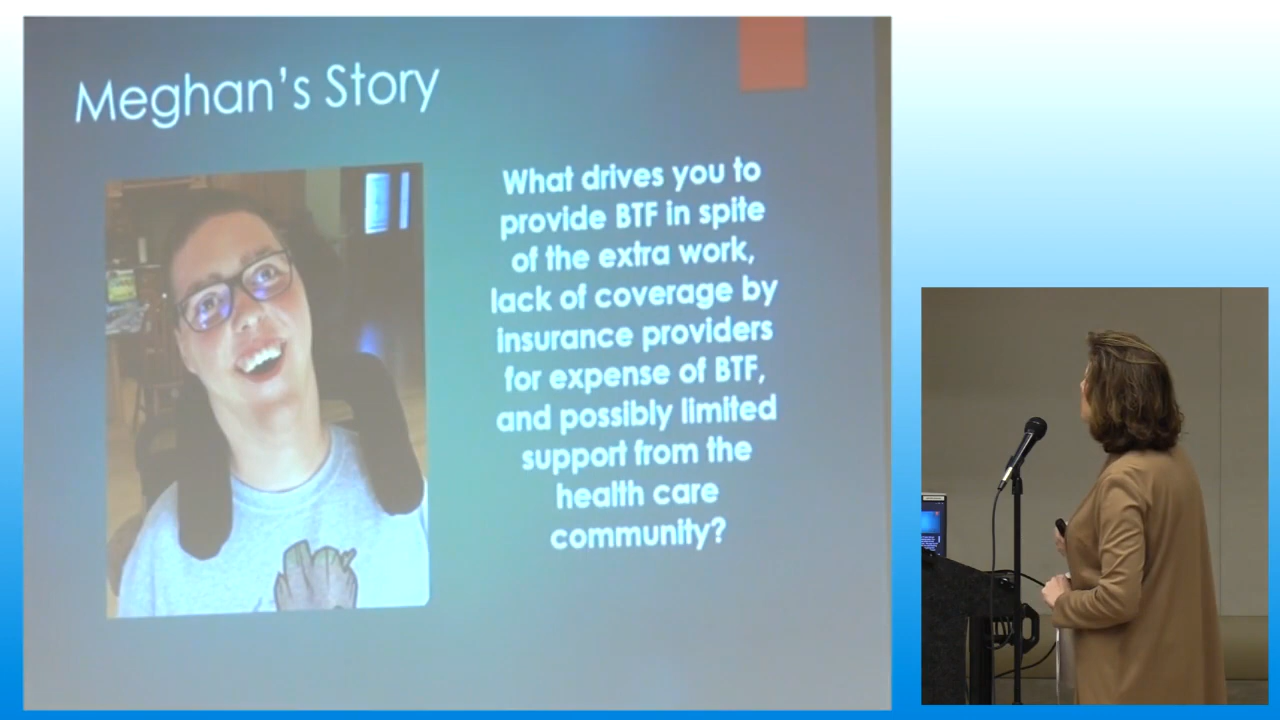 Meghan's Story
What drives you to
provide BTF in spite
of the extra work,
lack of coverage by
insurance providers
for expense of BTF,
and possibly limited
support from the
health care
community?